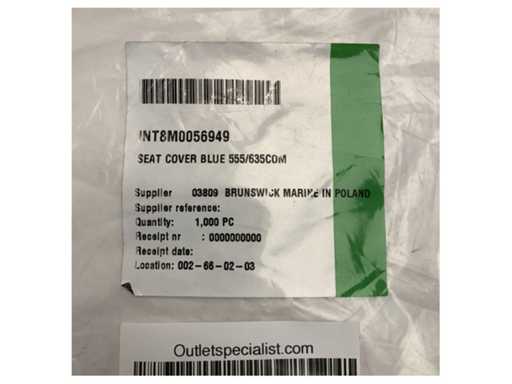 INT8M0056949
SEAT COVER BLUE 555/635COM
Supplier 03809 BRUNSWICK MARINE IN POLAND
Supplier reference:
Quantity: 1,000 PC
Receipt nr : 0000000000
Receipt date:
Location: 002-66-02-03
Outletspecialist.com